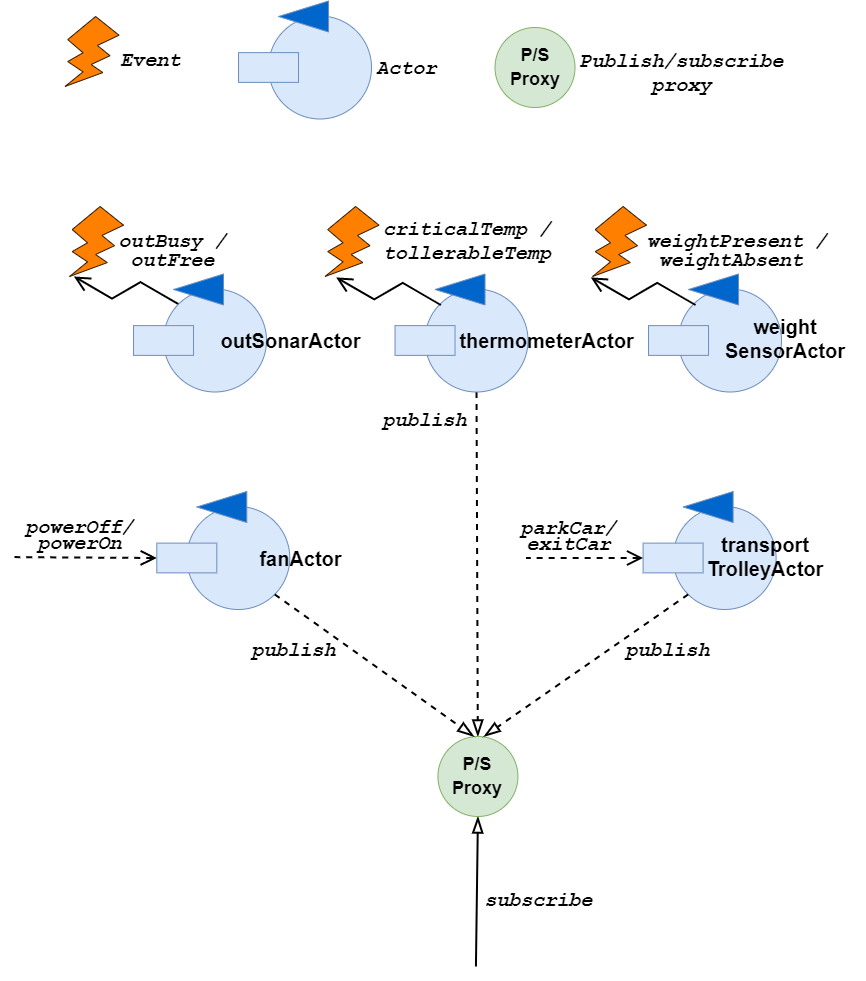 Event
Actor
P/S
Proxy
Publish/subscribe
proxy
outBusy /
outFree
criticalTemp /
tollerableTemp
weightPresent /
weightAbsent
outSonarActor
thermometerActor
weight
SensorActor
publish
powerOff/
powerOn
fanActor
parkCar/
exitCar
transport
TrolleyActor
publish
publish
P/S
Proxy
subscribe